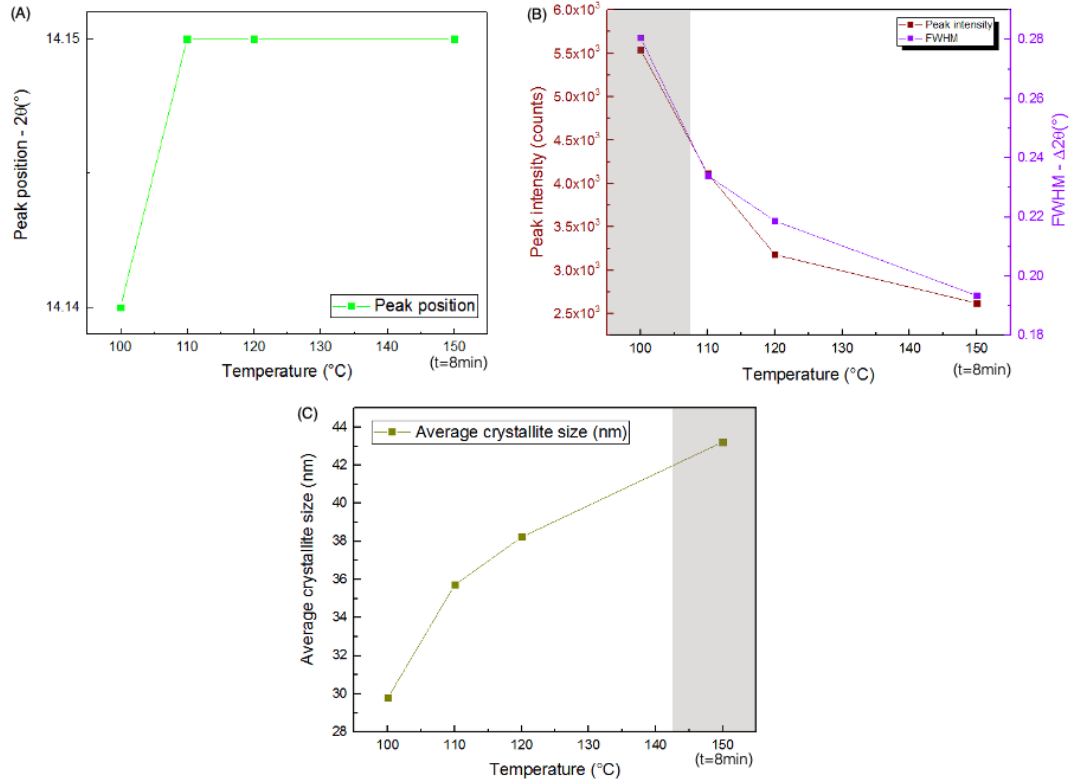 (A)
14.15
14.14
Peak position - 2θ(°)
Peak position
100 110 120 130 140 150
Temperature (°C)
(t=8min)
(B)
6.0x10³
5.5x10³
5.0x10³
4.5x10³
4.0x10³
3.5x10³
3.0x10³
2.5x10³
Peak intensity (counts)
Peak intensity
FWHM
0.28
0.26
0.24
0.22
0.20
0.18
FWHM - Δ2θ(°)
100 110 120 130 140 150
Temperature (°C)
(t=8min)
(C)
44
42
40
38
36
34
32
30
28
Average crystallite size (nm)
Average crystallite size (nm)
100 110 120 130 140 150
Temperature (°C)
(t=8min)